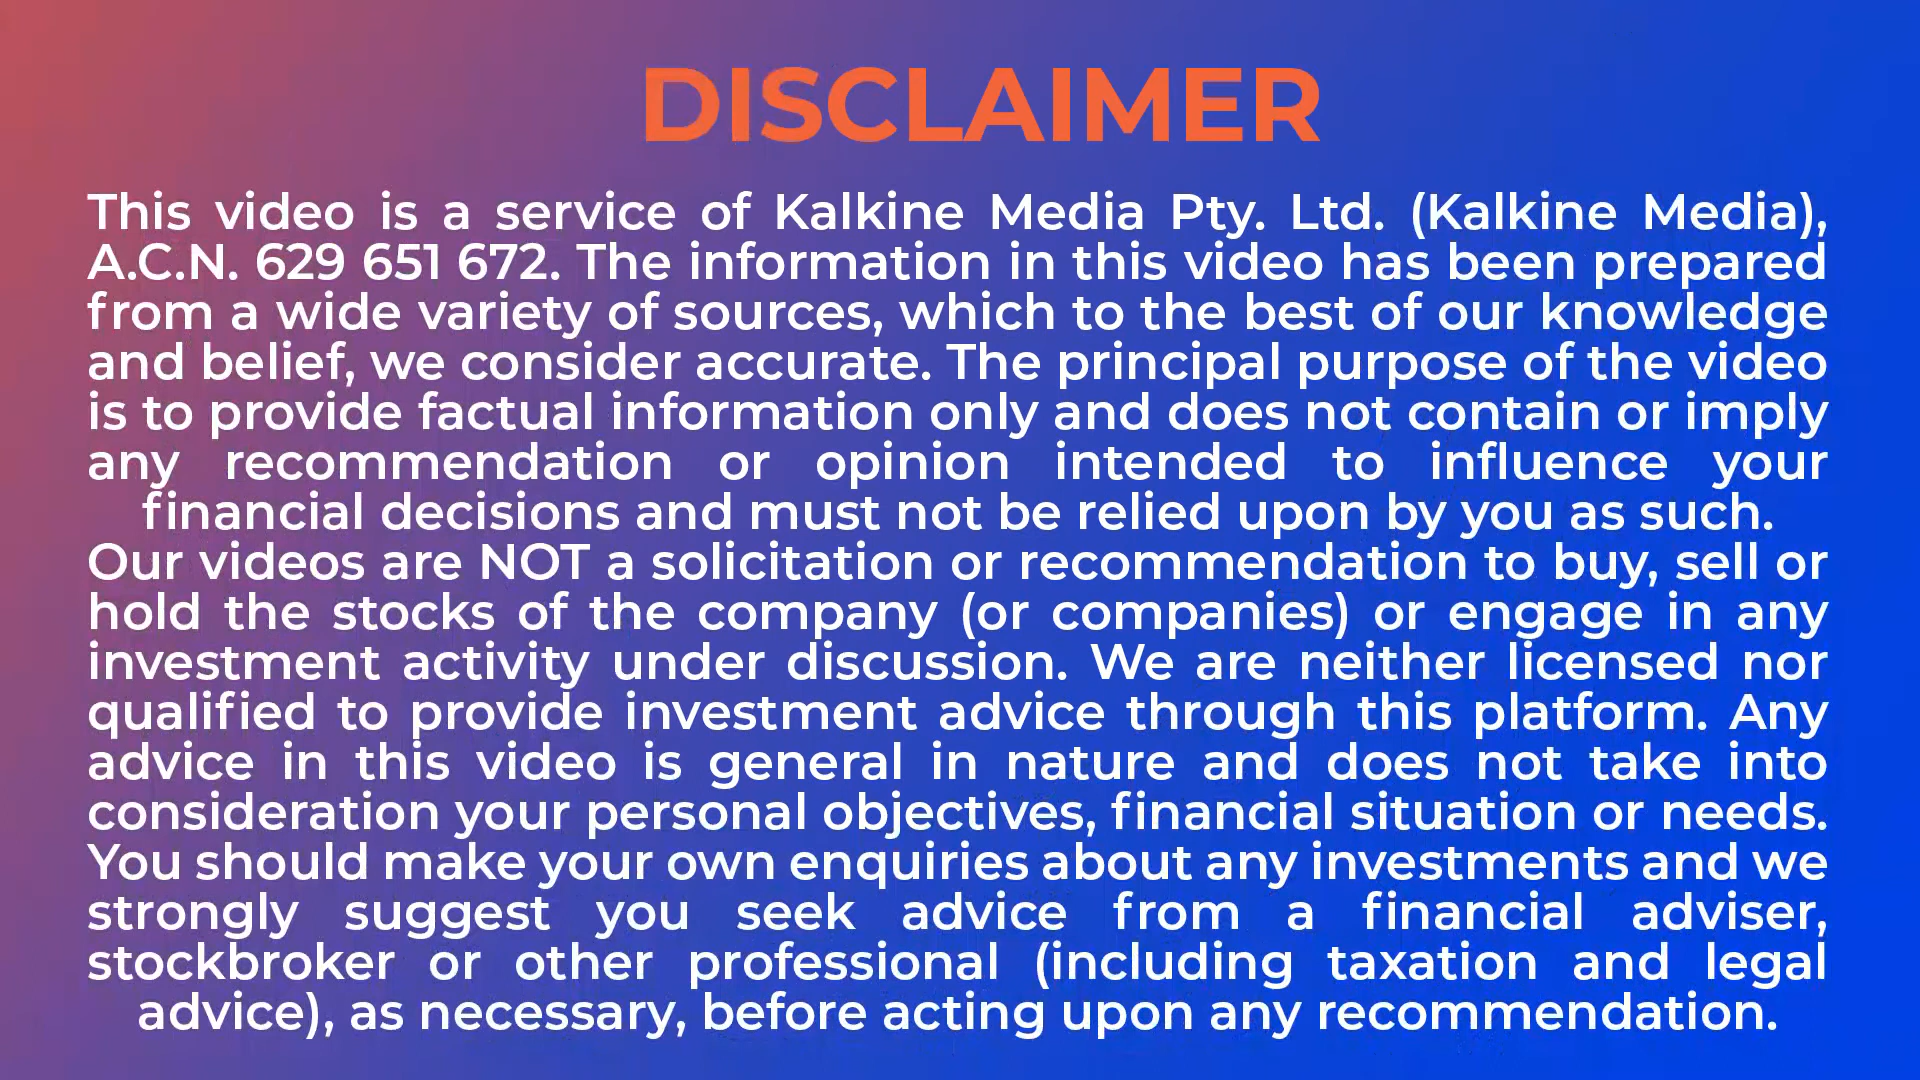 DISCLAIMER
This video is a service of Kalkine Media Pty. Ltd. (Kalkine Media),
A.C.N. 629 651 672. The information in this video has been prepared
from a wide variety of sources, which to the best of our knowledge
and belief, we consider accurate. The principal purpose of the video
is to provide factual information only and does not contain or imply
any recommendation or opinion intended to influence your
financial decisions and must not be relied upon by you as such.
Our videos are NOT a solicitation or recommendation to buy, sell or
hold the stocks of the company (or companies) or engage in any
investment activity under discussion. We are neither licensed nor
qualified to provide investment advice through this platform. Any
advice in this video is general in nature and does not take into
consideration your personal objectives, financial situation or needs.
You should make your own enquiries about any investments and we
strongly suggest you seek advice from a financial adviser,
stockbroker or other professional (including taxation and legal
advice), as necessary, before acting upon any recommendation.